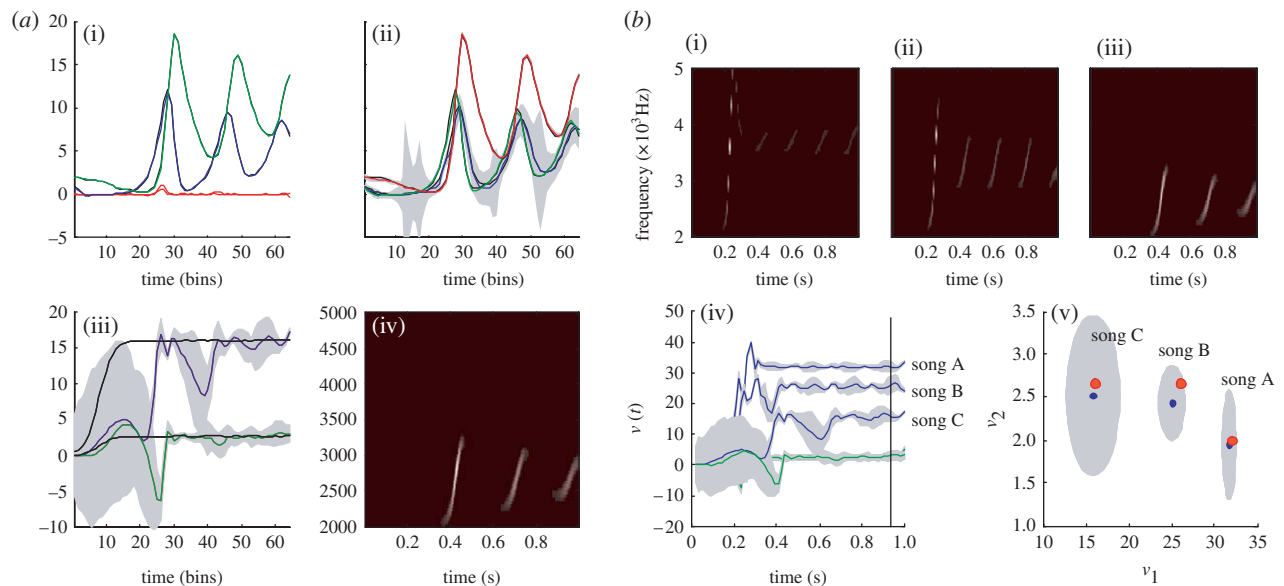 (a)
20
15
10
5
0
−5
(i)
0
10 20 30 40 50 60
time (bins)
(ii)
0
10 20 30 40 50 60
time (bins)
20
15
10
5
0
−5
−10
(iii)
0
10 20 30 40 50 60
time (bins)
5000
4500
4000
3500
3000
2500
2000
(iv)
0.2 0.4 0.6 0.8
time (s)
(b)
frequency (×10³ Hz)
5
4
3
2
(i)
0.2 0.4 0.6 0.8
time (s)
(ii)
0.2 0.4 0.6 0.8
time (s)
(iii)
0.2 0.4 0.6 0.8
time (s)
(iv)
v (t)
50
40
30
20
10
0
−10
−20
song A
song B
song C
0 0.2 0.4 0.6 0.8 1.0
time (s)
(v)
v₂
3.5
3.0
2.5
2.0
1.5
1.0
song C
song B
song A
10 15 20 25 30 35
v₁